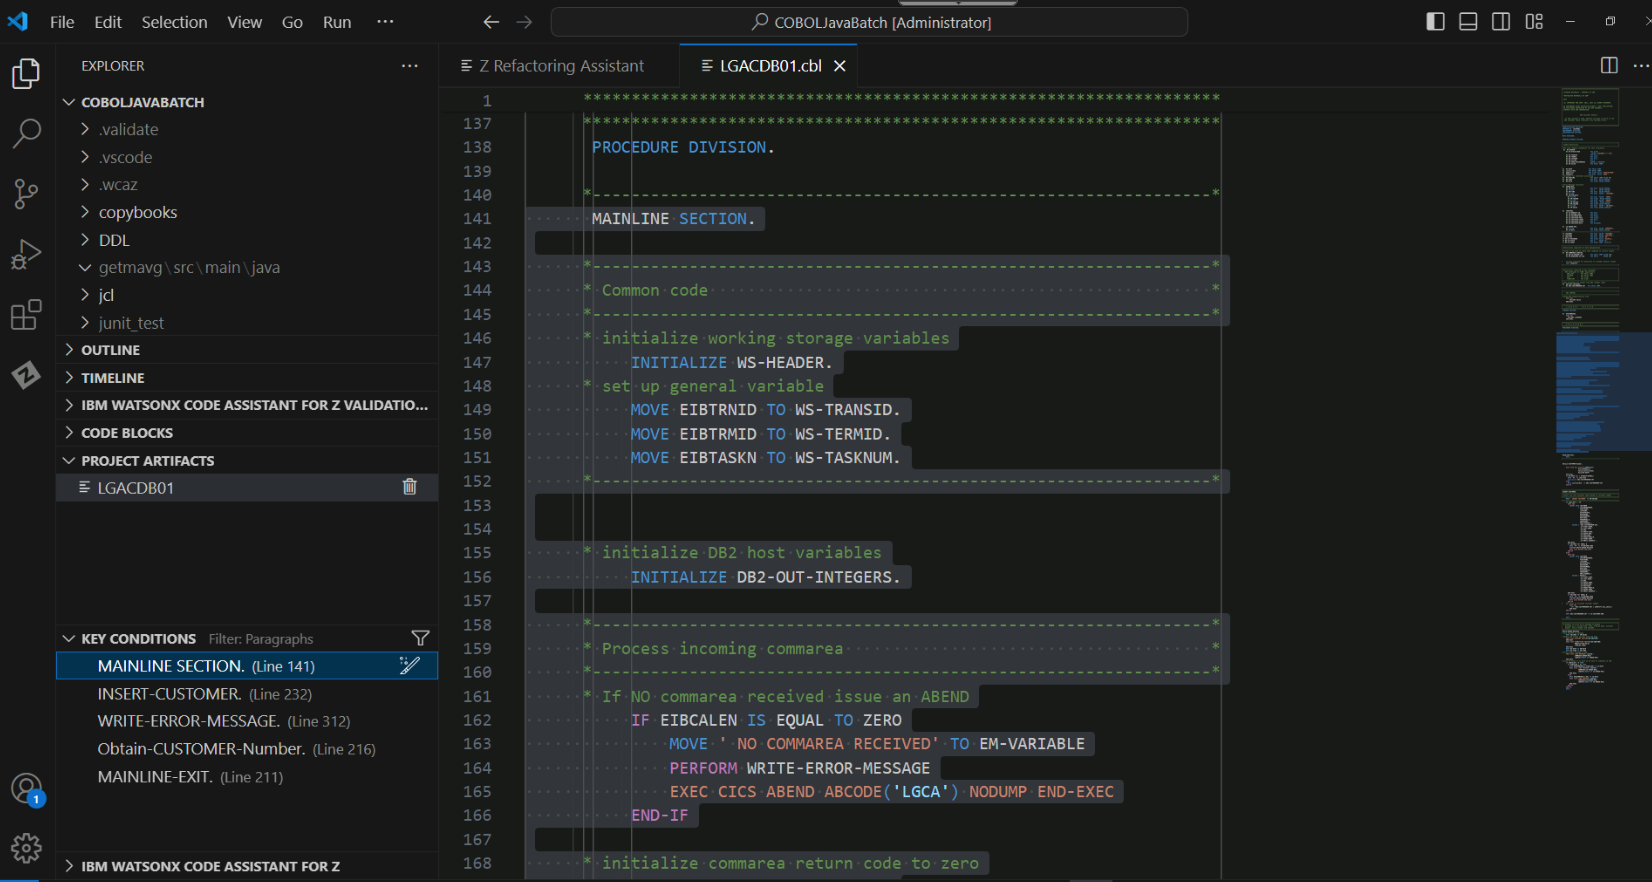 File Edit Selection View Go Run ···
COBOLJavaBatch [Administrator]
EXPLORER ···
COBOLJAVABATCH
.validate
.vscode
.wcaz
copybooks
DDL
getmavg\src\main\java
jcl
junit_test
OUTLINE
TIMELINE
IBM WATSONX CODE ASSISTANT FOR Z VALIDATIO...
CODE BLOCKS
PROJECT ARTIFACTS
LGACDB01
KEY CONDITIONS Filter: Paragraphs
MAINLINE SECTION. (Line 141)
INSERT-CUSTOMER. (Line 232)
WRITE-ERROR-MESSAGE. (Line 312)
Obtain-CUSTOMER-Number. (Line 216)
MAINLINE-EXIT. (Line 211)
IBM WATSONX CODE ASSISTANT FOR Z
1
Z Refactoring Assistant LGACDB01.cbl
1 ******************************************************************
137 ******************************************************************
138 PROCEDURE DIVISION.
139
140 *----------------------------------------------------------------*
141 MAINLINE SECTION.
142
143 *----------------------------------------------------------------*
144 * Common code *
145 *----------------------------------------------------------------*
146 * initialize working storage variables
147 INITIALIZE WS-HEADER.
148 * set up general variable
149 MOVE EIBTRNID TO WS-TRANSID.
150 MOVE EIBTRMID TO WS-TERMID.
151 MOVE EIBTASKN TO WS-TASKNUM.
152 *----------------------------------------------------------------*
153
154
155 * initialize DB2 host variables
156 INITIALIZE DB2-OUT-INTEGERS.
157
158 *----------------------------------------------------------------*
159 * Process incoming commarea *
160 *----------------------------------------------------------------*
161 * If NO commarea received issue an ABEND
162 IF EIBCALEN IS EQUAL TO ZERO
163 MOVE ' NO COMMAREA RECEIVED' TO EM-VARIABLE
164 PERFORM WRITE-ERROR-MESSAGE
165 EXEC CICS ABEND ABCODE('LGCA') NODUMP END-EXEC
166 END-IF
167
168 * initialize commarea return code to zero